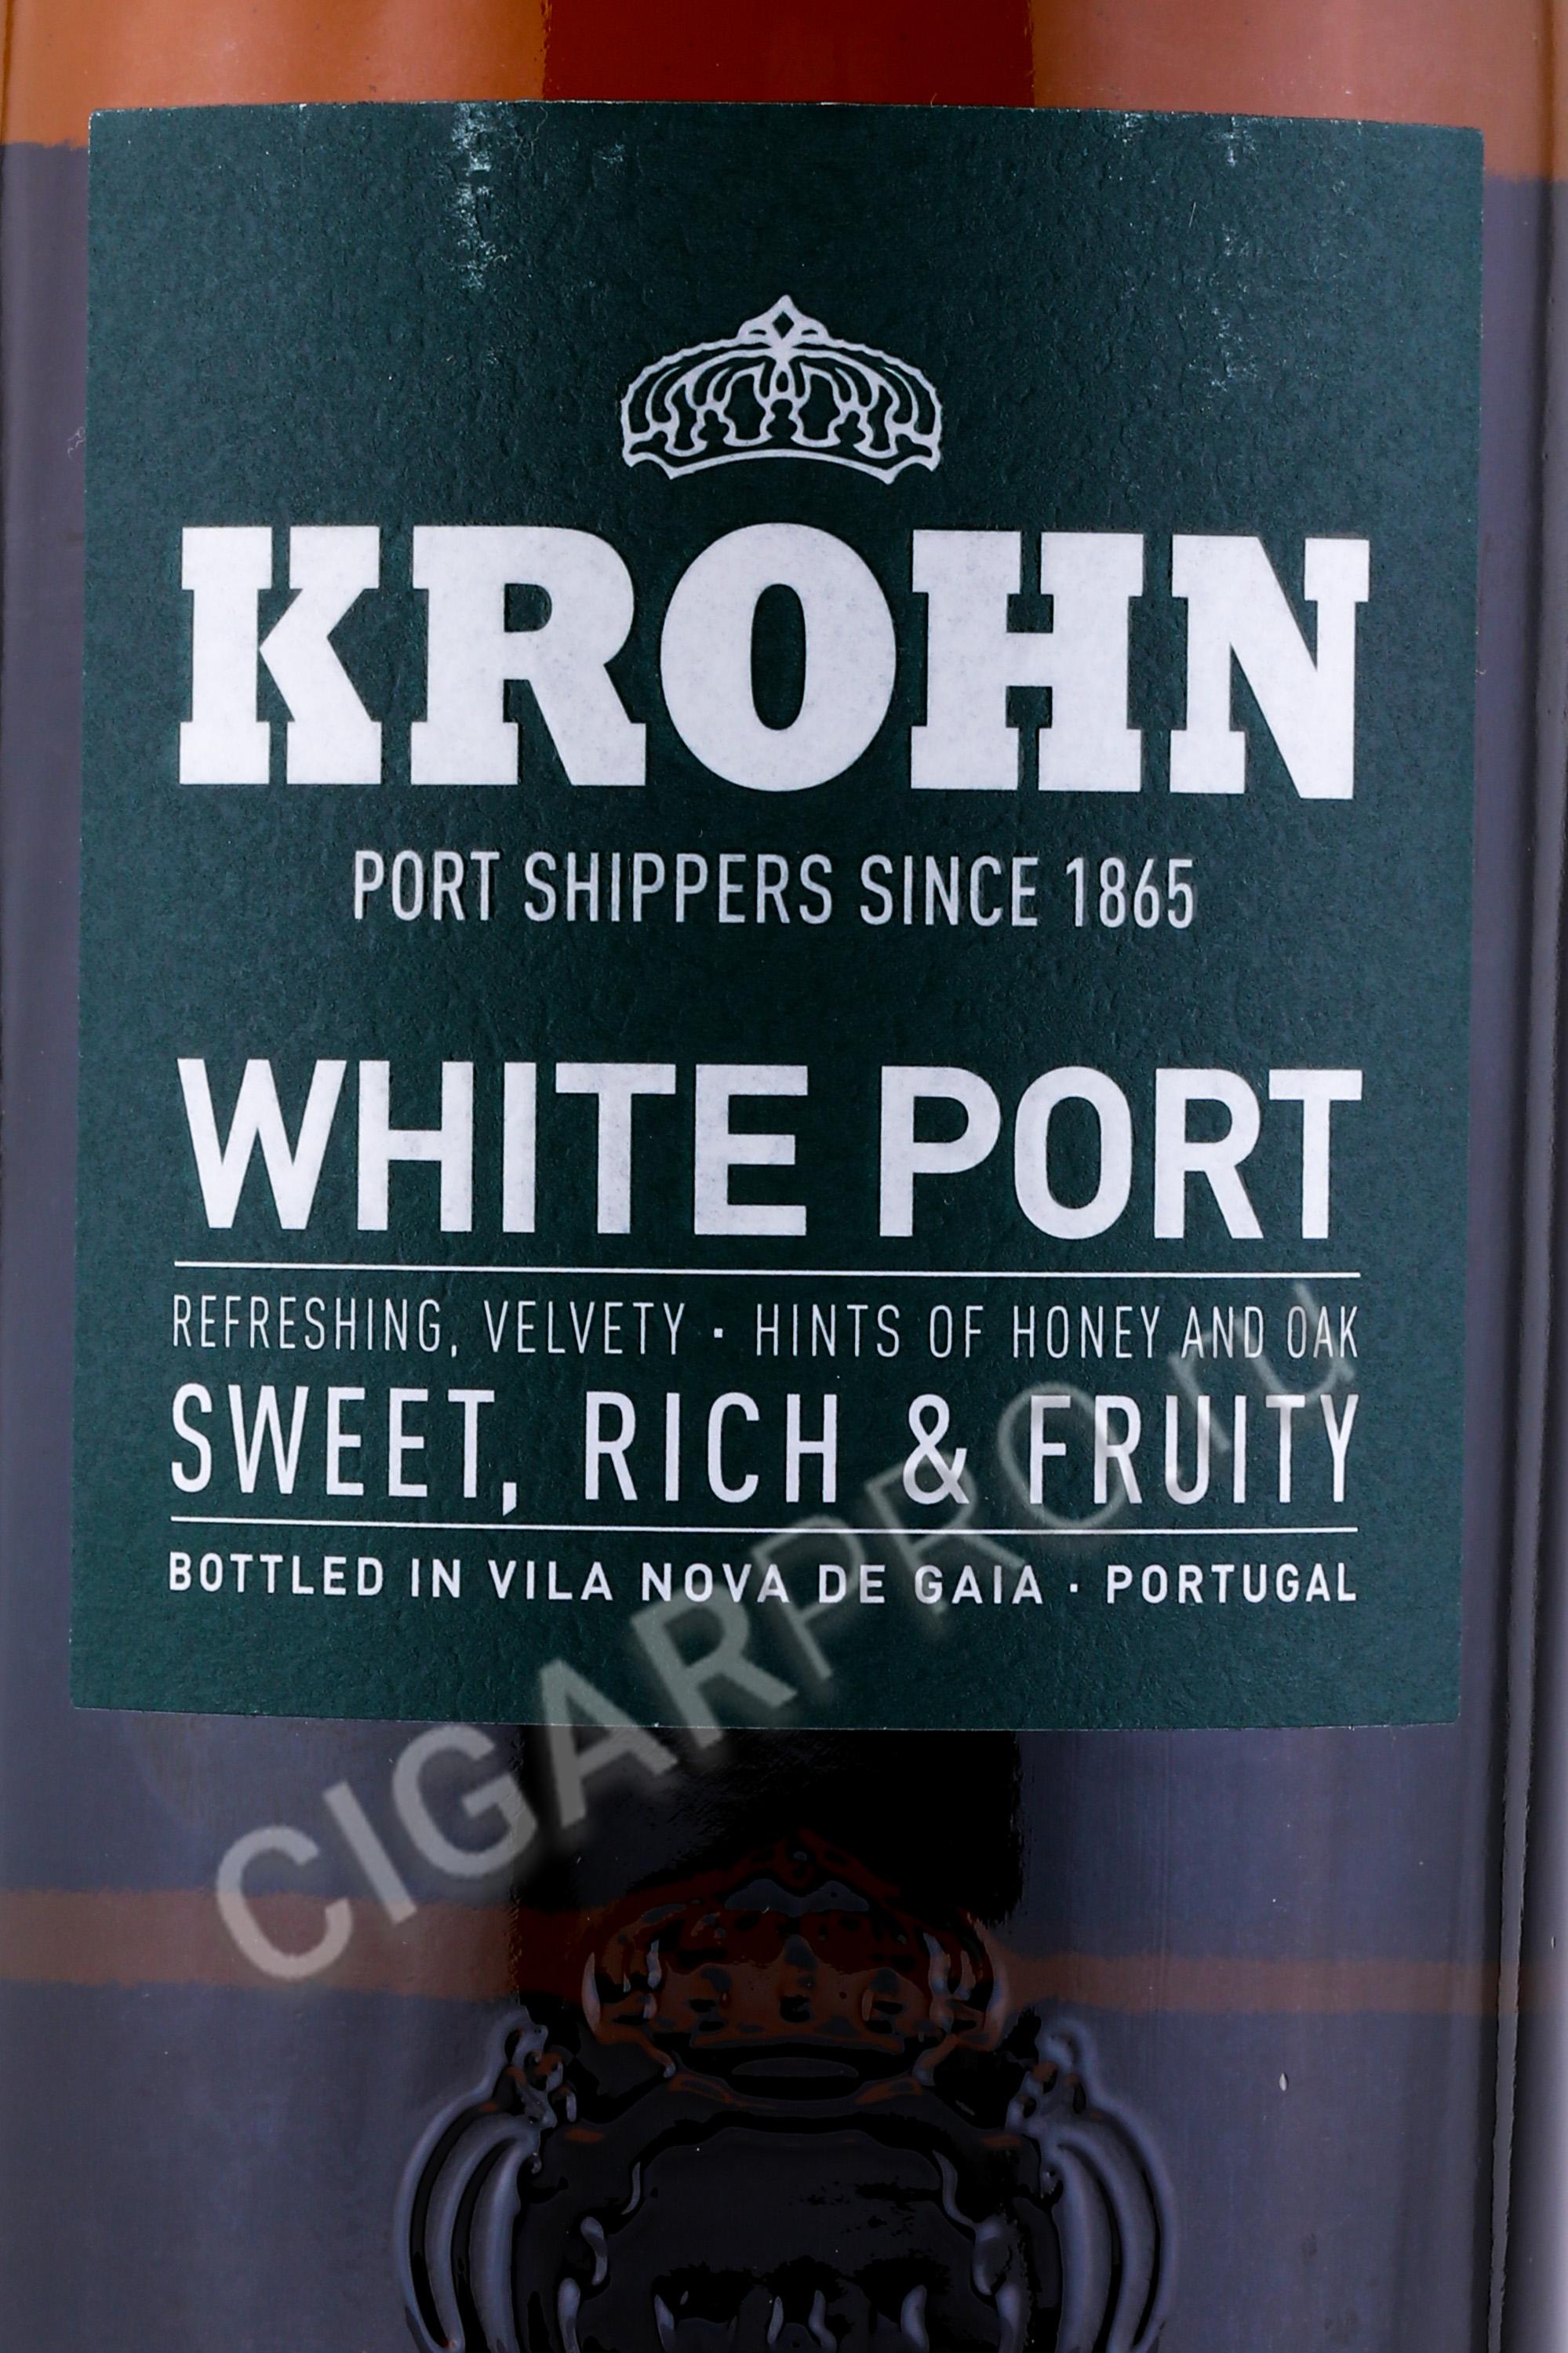 KROHN
PORT SHIPPERS SINCE 1865
WHITE PORT
REFRESHING, VELVETY · HINTS OF HONEY AND OAK
SWEET, RICH & FRUITY
BOTTLED IN VILA NOVA DE GAIA · PORTUGAL
CIGARPRO.ru